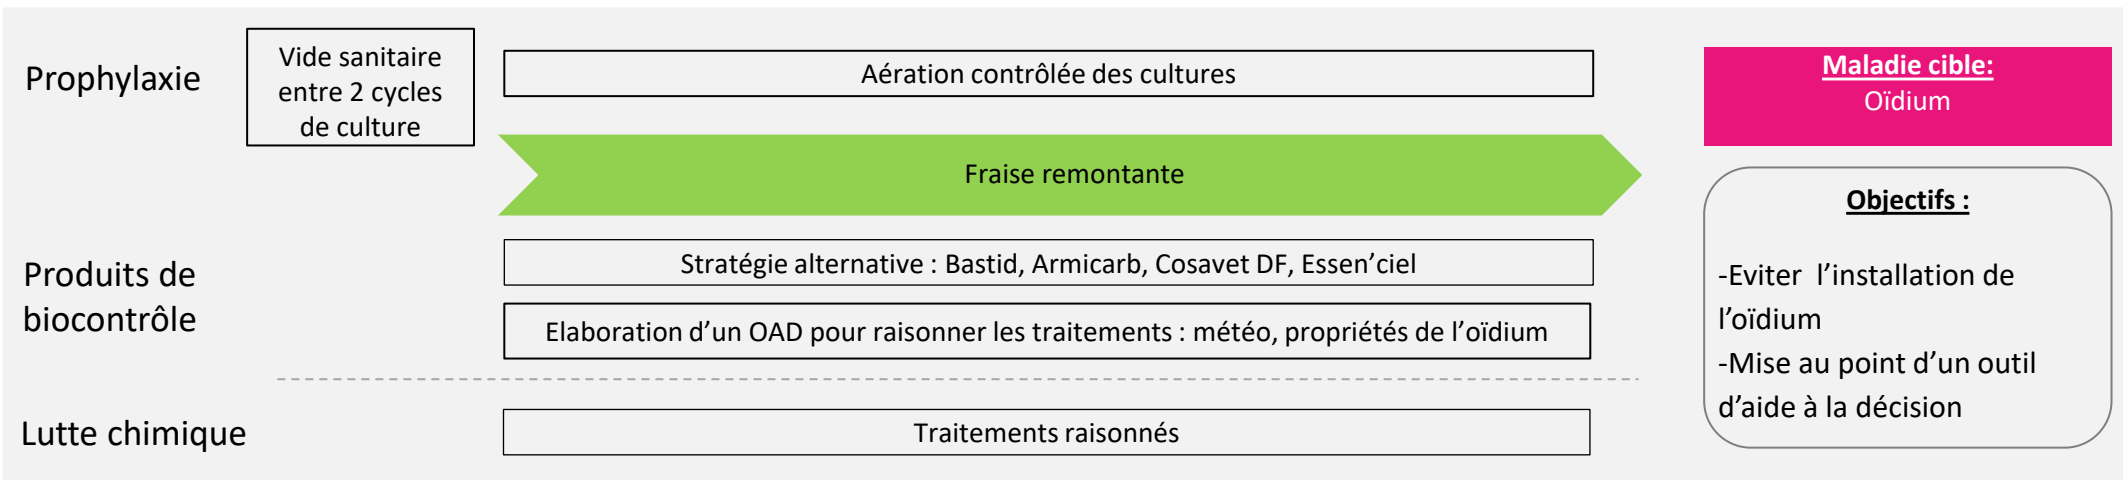 Prophylaxie
Vide sanitaire
entre 2 cycles
de culture
Aération contrôlée des cultures
Fraise remontante
Produits de
biocontrôle
Stratégie alternative : Bastid, Armicarb, Cosavet DF, Essen’ciel
Elaboration d’un OAD pour raisonner les traitements : météo, propriétés de l’oïdium
Lutte chimique
Traitements raisonnés
Maladie cible:
Oïdium
Objectifs :
-Eviter l’installation de
l’oïdium
-Mise au point d’un outil
d’aide à la décision